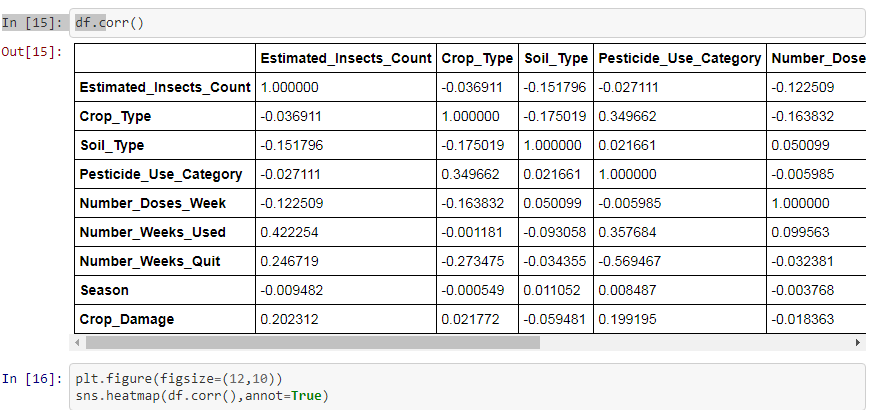 In [15]: df.corr()
Out[15]:
Estimated_Insects_Count Crop_Type Soil_Type Pesticide_Use_Category Number_Dose
Estimated_Insects_Count 1.000000 -0.036911 -0.151796 -0.027111 -0.122509
Crop_Type -0.036911 1.000000 -0.175019 0.349662 -0.163832
Soil_Type -0.151796 -0.175019 1.000000 0.021661 0.050099
Pesticide_Use_Category -0.027111 0.349662 0.021661 1.000000 -0.005985
Number_Doses_Week -0.122509 -0.163832 0.050099 -0.005985 1.000000
Number_Weeks_Used 0.422254 -0.001181 -0.093058 0.357684 0.099563
Number_Weeks_Quit 0.246719 -0.273475 -0.034355 -0.569467 -0.032381
Season -0.009482 -0.000549 0.011052 0.008487 -0.003768
Crop_Damage 0.202312 0.021772 -0.059481 0.199195 -0.018363
In [16]: plt.figure(figsize=(12,10))
sns.heatmap(df.corr(),annot=True)